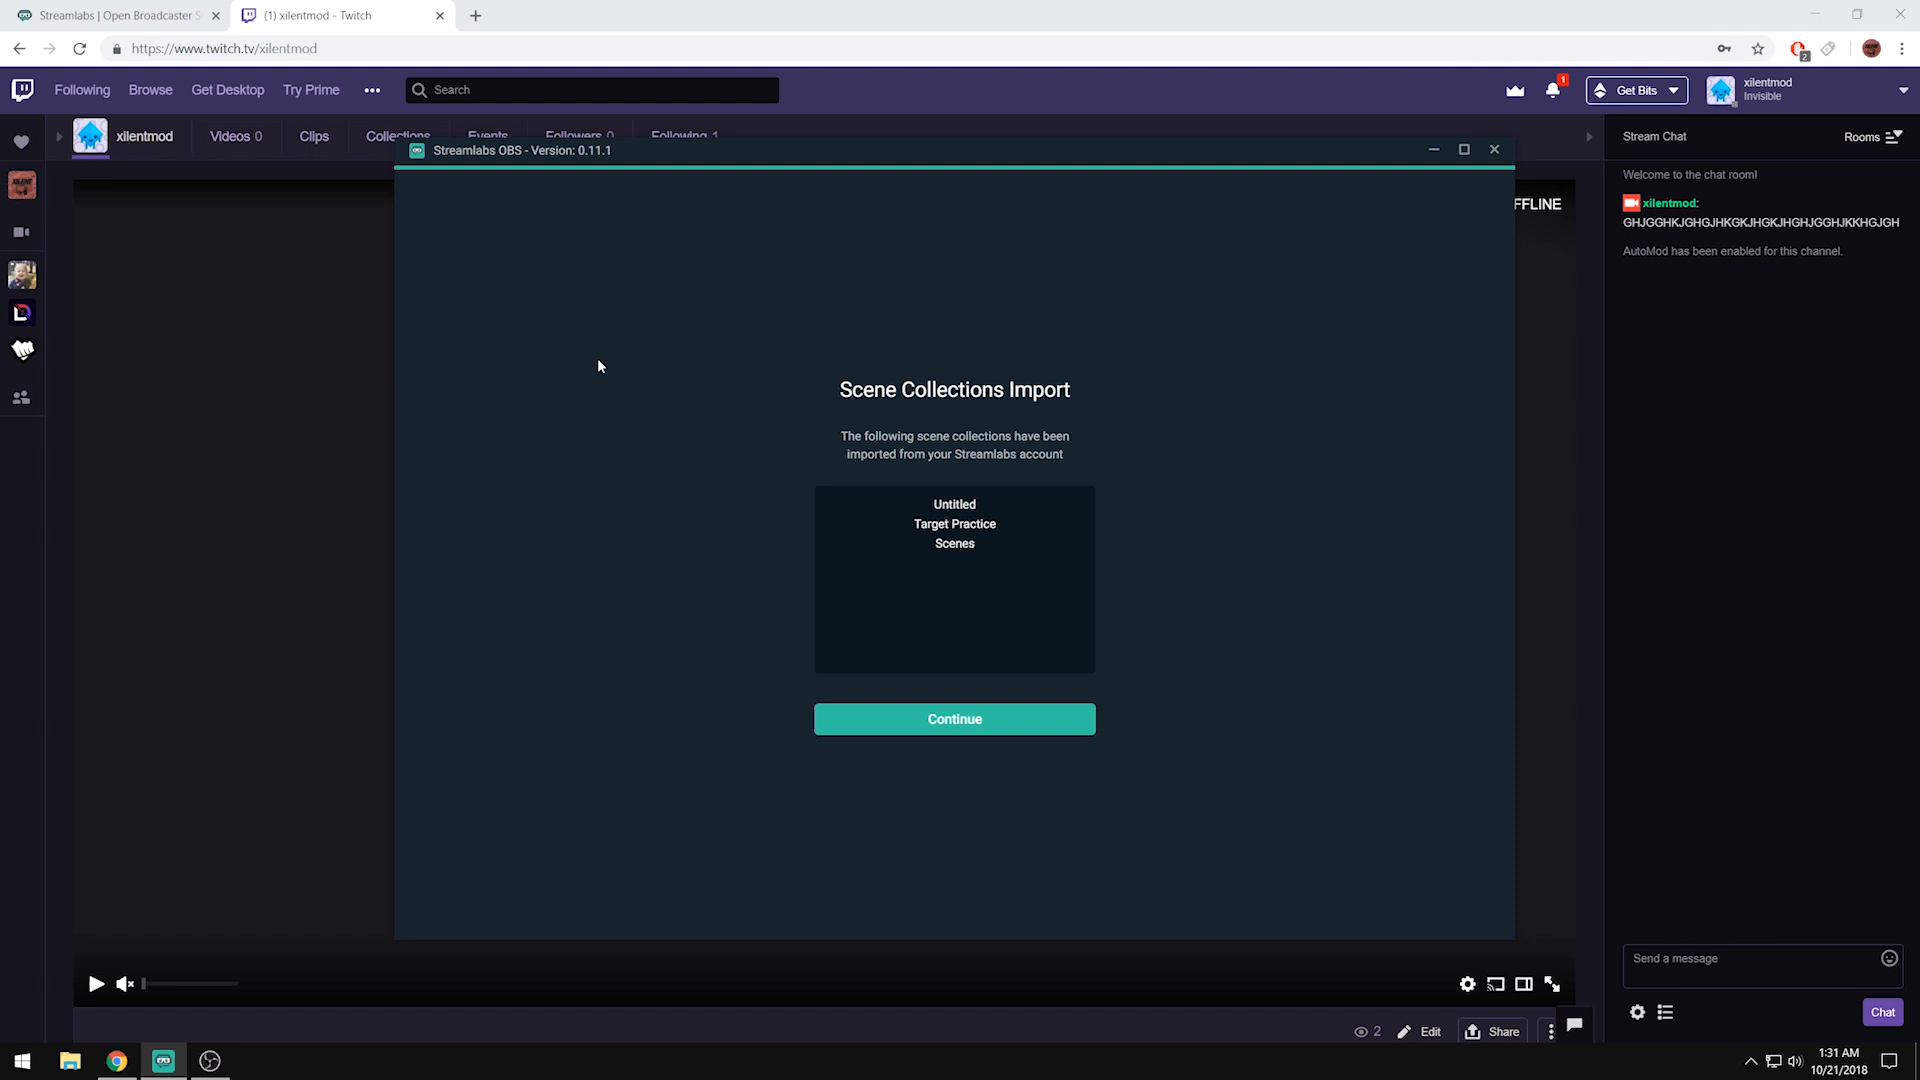 Streamlabs | Open Broadcaster S
(1) xilentmod - Twitch
https://www.twitch.tv/xilentmod
2
Following
Browse
Get Desktop
Try Prime
Search
1
Get Bits
xilentmod
Invisible
xilentmod
Videos 0
Clips
Collections
Events
Followers 0
Following 1
Stream Chat
Rooms
Streamlabs OBS - Version: 0.11.1
FFLINE
Welcome to the chat room!
xilentmod:
GHJGGHKJGHGJHKGKJHGKJHGHJGGHJKKHGJGH
AutoMod has been enabled for this channel.
Scene Collections Import
The following scene collections have been
imported from your Streamlabs account
Untitled
Target Practice
Scenes
Continue
Send a message
Chat
2
Edit
Share
1:31 AM
10/21/2018